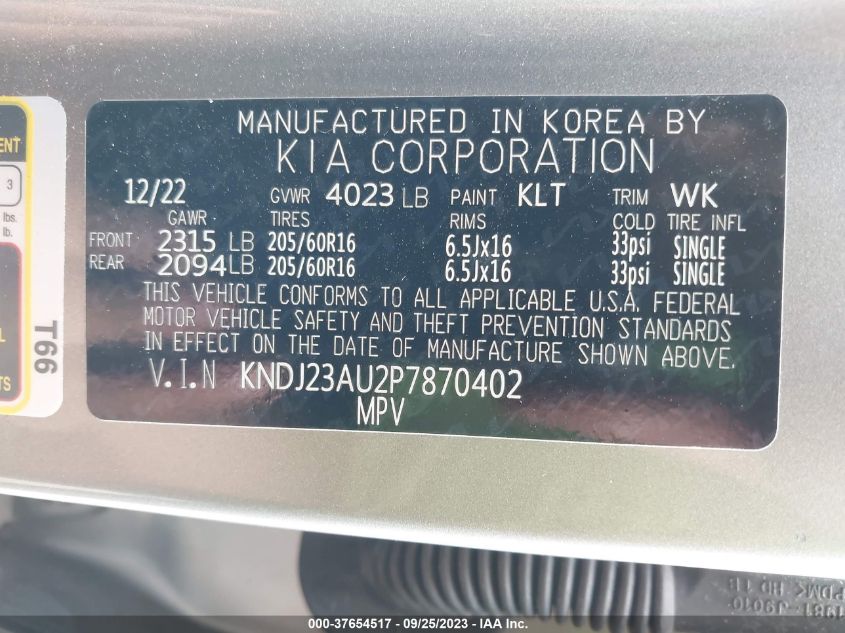 MANUFACTURED IN KOREA BY
KIA CORPORATION
12/22 GVWR 4023 LB PAINT KLT TRIM WK
GAWR TIRES RIMS COLD TIRE INFL
FRONT 2315 LB 205/60R16 6.5Jx16 33psi SINGLE
REAR 2094 LB 205/60R16 6.5Jx16 33psi SINGLE
THIS VEHICLE CONFORMS TO ALL APPLICABLE U.S.A. FEDERAL
MOTOR VEHICLE SAFETY AND THEFT PREVENTION STANDARDS
IN EFFECT ON THE DATE OF MANUFACTURE SHOWN ABOVE.
V.I.N KNDJ23AU2P7870402
MPV
ENT
3
lbs.
lb.
T66
TS
000-37654517 - 09/25/2023 - IAA Inc.